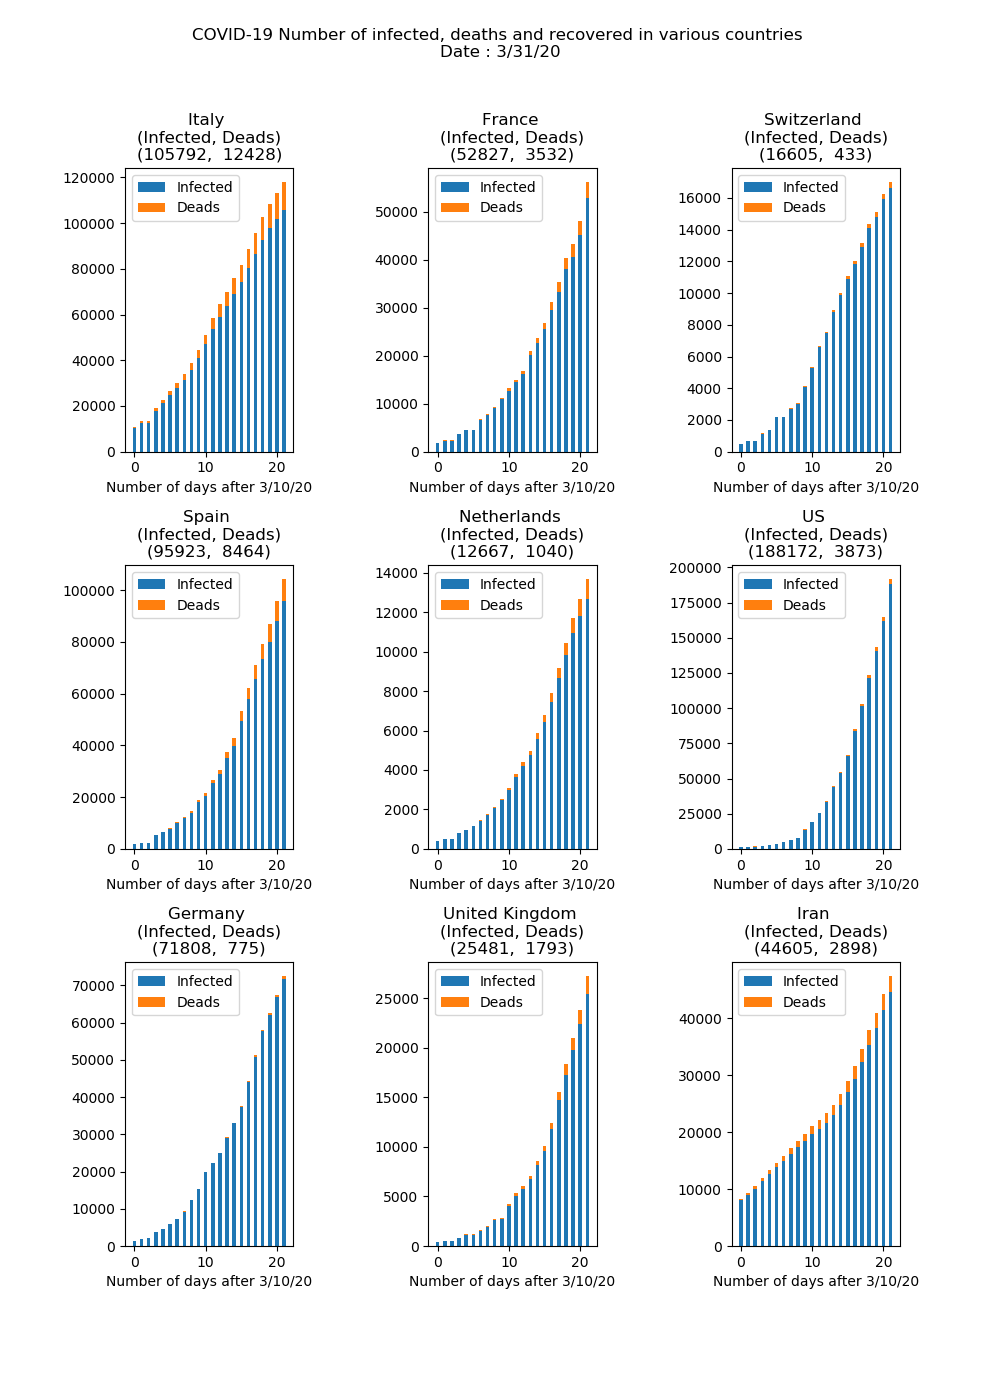 COVID-19 Number of infected, deaths and recovered in various countries
Date : 3/31/20
Italy
(Infected, Deads)
(105792,  12428)
120000
100000
80000
60000
40000
20000
0
Infected
Deads
0 10 20
Number of days after 3/10/20
France
(Infected, Deads)
(52827,  3532)
50000
40000
30000
20000
10000
0
Infected
Deads
0 10 20
Number of days after 3/10/20
Switzerland
(Infected, Deads)
(16605,  433)
16000
14000
12000
10000
8000
6000
4000
2000
0
Infected
Deads
0 10 20
Number of days after 3/10/20
Spain
(Infected, Deads)
(95923,  8464)
100000
80000
60000
40000
20000
0
Infected
Deads
0 10 20
Number of days after 3/10/20
Netherlands
(Infected, Deads)
(12667,  1040)
14000
12000
10000
8000
6000
4000
2000
0
Infected
Deads
0 10 20
Number of days after 3/10/20
US
(Infected, Deads)
(188172,  3873)
200000
175000
150000
125000
100000
75000
50000
25000
0
Infected
Deads
0 10 20
Number of days after 3/10/20
Germany
(Infected, Deads)
(71808,  775)
70000
60000
50000
40000
30000
20000
10000
0
Infected
Deads
0 10 20
Number of days after 3/10/20
United Kingdom
(Infected, Deads)
(25481,  1793)
25000
20000
15000
10000
5000
0
Infected
Deads
0 10 20
Number of days after 3/10/20
Iran
(Infected, Deads)
(44605,  2898)
40000
30000
20000
10000
0
Infected
Deads
0 10 20
Number of days after 3/10/20